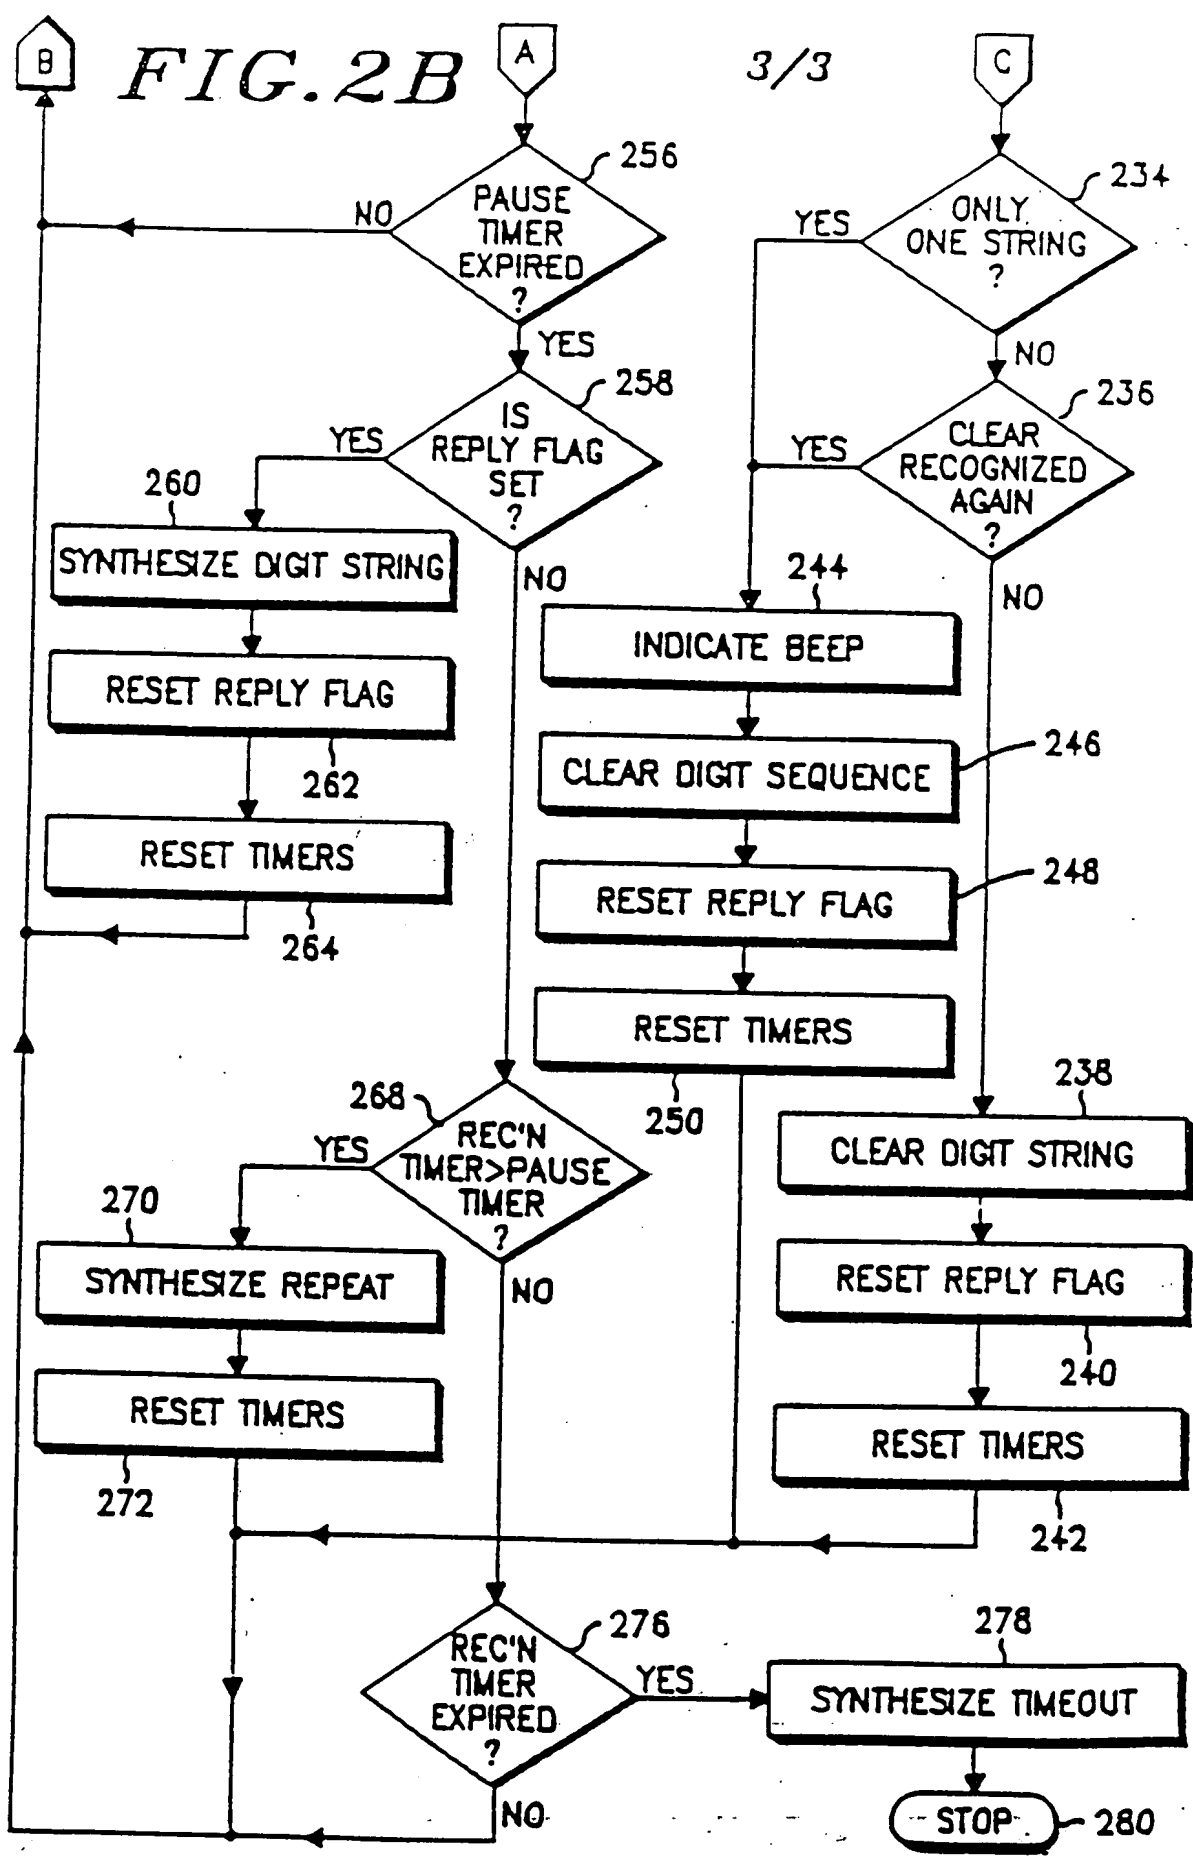 B
FIG.2B
A
3/3
C
256
PAUSE
TIMER
EXPIRED
?
NO
YES
234
ONLY
ONE STRING
?
YES
NO
258
IS
REPLY FLAG
SET
?
YES
NO
236
CLEAR
RECOGNIZED
AGAIN
?
YES
NO
260
SYNTHESIZE DIGIT STRING
RESET REPLY FLAG
262
RESET TIMERS
264
244
INDICATE BEEP
CLEAR DIGIT SEQUENCE
246
RESET REPLY FLAG
248
RESET TIMERS
250
268
REC'N
TIMER>PAUSE
TIMER
?
YES
NO
238
CLEAR DIGIT STRING
RESET REPLY FLAG
240
RESET TIMERS
242
270
SYNTHESIZE REPEAT
RESET TIMERS
272
276
REC'N
TIMER
EXPIRED
?
YES
NO
278
SYNTHESIZE TIMEOUT
STOP
280